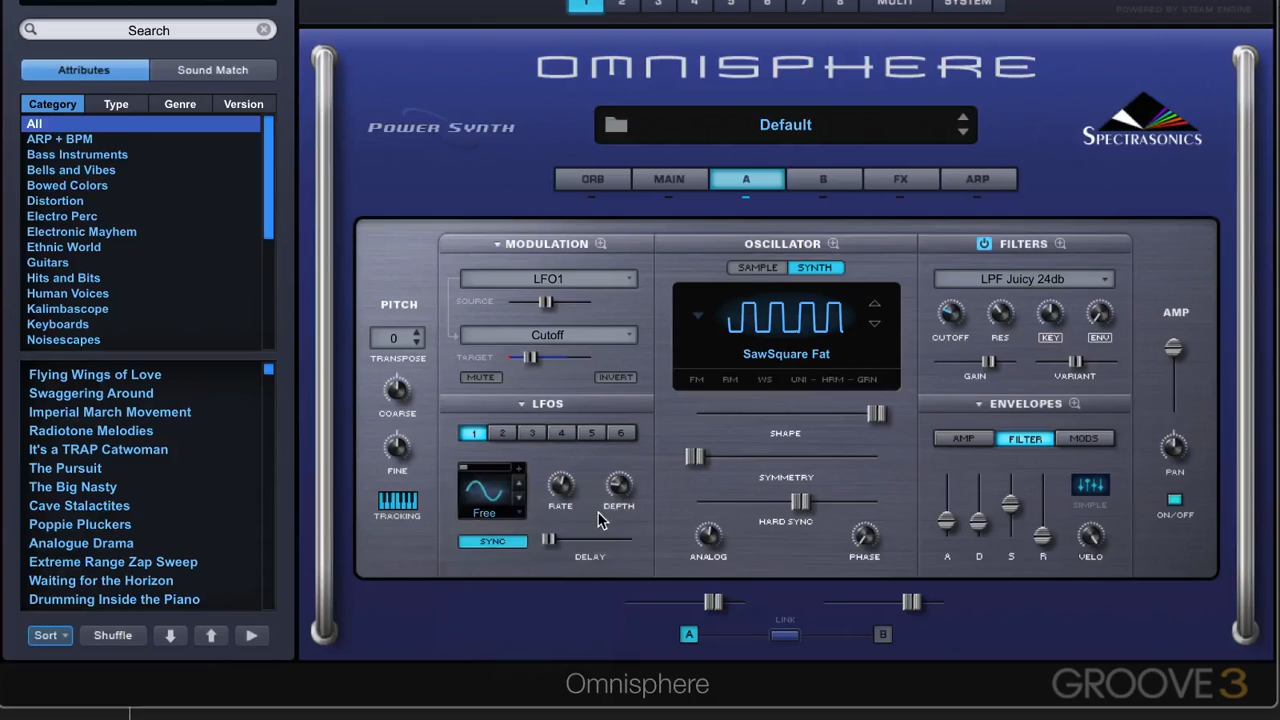 1 2 3 4 5 6 7 8 MULTI SYSTEM
POWERED BY STEAM ENGINE
Search
Attributes
Sound Match
Category
Type
Genre
Version
All
ARP + BPM
Bass Instruments
Bells and Vibes
Bowed Colors
Distortion
Electro Perc
Electronic Mayhem
Ethnic World
Guitars
Hits and Bits
Human Voices
Kalimbascope
Keyboards
Noisescapes
Flying Wings of Love
Swaggering Around
Imperial March Movement
Radiotone Melodies
It's a TRAP Catwoman
The Pursuit
The Big Nasty
Cave Stalactites
Poppie Pluckers
Analogue Drama
Extreme Range Zap Sweep
Waiting for the Horizon
Drumming Inside the Piano
Sort
Shuffle
OMNISPHERE
POWER SYNTH
Default
SPECTRASONICS
ORB
MAIN
A
B
FX
ARP
PITCH
0
TRANSPOSE
COARSE
FINE
TRACKING
MODULATION
LFO1
SOURCE
Cutoff
TARGET
MUTE
INVERT
LFOS
1 2 3 4 5 6
Free
RATE
DEPTH
SYNC
DELAY
OSCILLATOR
SAMPLE
SYNTH
SawSquare Fat
FM RM WS UNI - HRM - GRN
SHAPE
SYMMETRY
HARD SYNC
ANALOG
PHASE
FILTERS
LPF Juicy 24db
CUTOFF
RES
KEY
ENV
GAIN
VARIANT
ENVELOPES
AMP
FILTER
MODS
SIMPLE
A D S R
VELO
AMP
PAN
ON/OFF
LINK
A
B
Omnisphere
GROOVE3